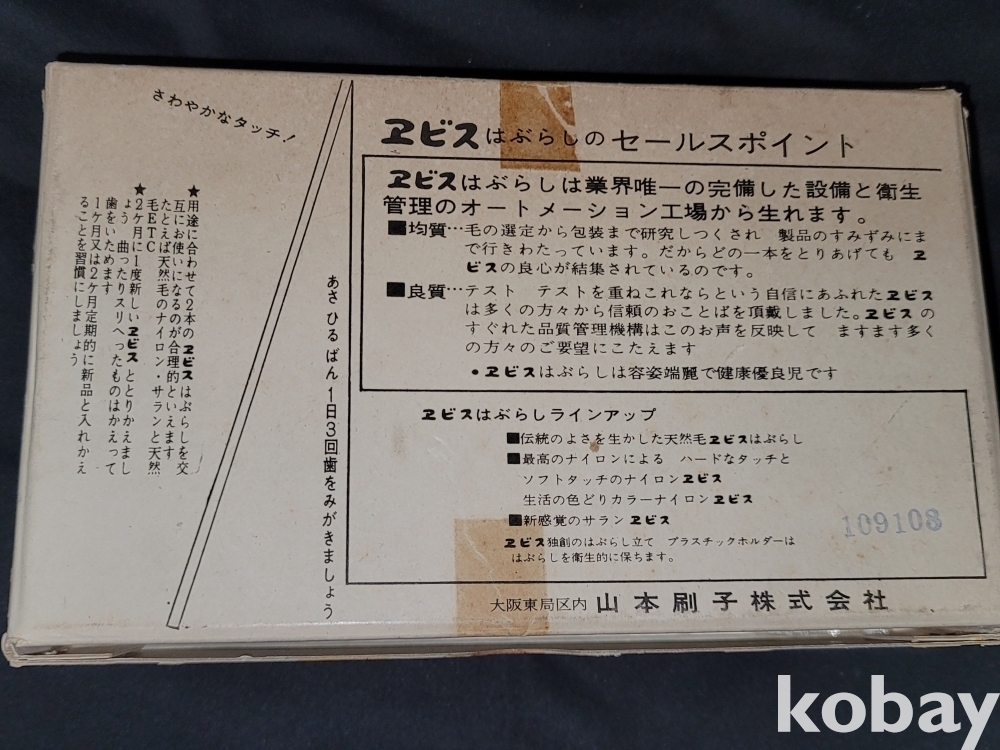 さわやかなタッチ!
★用途に合わせて2本のヱビスはぶらしを交
互にお使いになるのが合理的といえます
たとえば天然毛のナイロン・サランと天然
毛ETC
★2ケ月に1度新しいヱビスととりかえまし
ょう 曲ったりスリへったものはかえって
歯をいためます
1ケ月又は2ケ月定期的に新品と入れかえ
ることを習慣にしましょう
あさ ひる ばん 1日3回歯をみがきましょう
ヱビスはぶらしのセールスポイント
ヱビスはぶらしは業界唯一の完備した設備と衛生
管理のオートメーション工場から生れます。
■均質…毛の選定から包装まで研究しつくされ 製品のすみずみにま
で行きわたっています。だからどの一本をとりあげても ヱ
ビスの良心が結集されているのです。
■良質…テスト テストを重ねこれならという自信にあふれたヱビス
は多くの方々から信頼のおことばを頂戴しました。ヱビス の
すぐれた品質管理機構はこのお声を反映して ますます多く
の方々のご要望にこたえます
•ヱビスはぶらしは容姿端麗で健康優良児です
ヱビスはぶらしラインアップ
■伝統のよさを生かした天然毛ヱビスはぶらし
■最高のナイロンによる ハードなタッチと
ソフトタッチのナイロンヱビス
生活の色どりカラーナイロンヱビス
■新感覚のサランヱビス
ヱビス独創のはぶらし立て プラスチックホルダーは
はぶらしを衛生的に保ちます。
109108
大阪東局区内 山本刷子株式会社
kobay